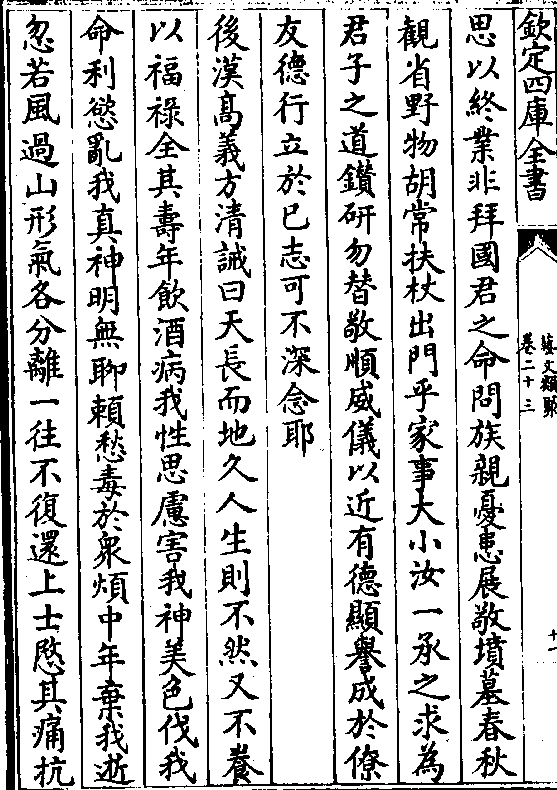 欽定四庫全書
藝文類聚
卷二十三
十一
思以終業非拜國君之命問族親憂患展敬墳墓春秋
觀省野物胡常扶杖出門乎家事大小汝一承之求為
君子之道鑽研勿替敬順威儀以近有德顯譽成於僚
友德行立於已志可不深念耶
後漢髙義方清誡曰天長而地久人生則不然又不養
以福祿全其壽年飲酒病我性思慮害我神美色伐我
命利慾亂我真神明無聊頼愁毒於衆煩中年棄我逝
忽若風過山形氣各分離一往不復還上士愍其痛抗